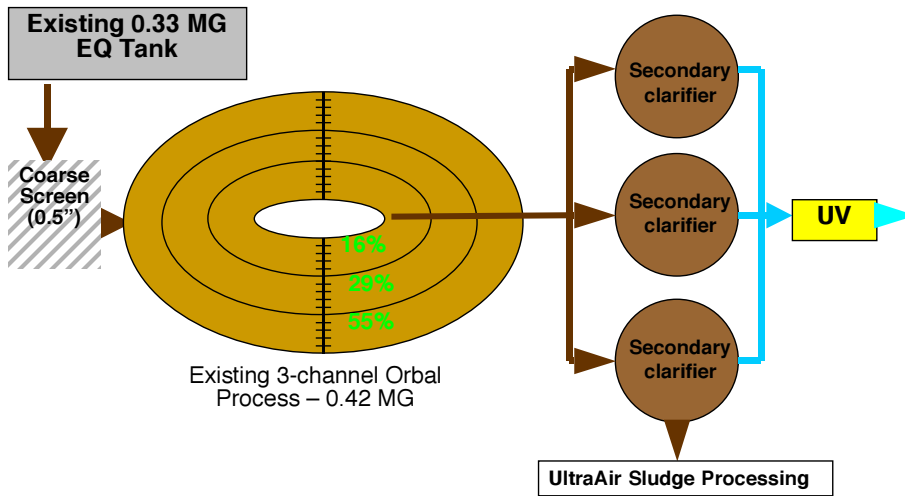 Existing 0.33 MG
EQ Tank
Coarse
Screen
(0.5”)
16%
29%
55%
Existing 3-channel Orbal
Process – 0.42 MG
Secondary
clarifier
Secondary
clarifier
Secondary
clarifier
UV
UltraAir Sludge Processing